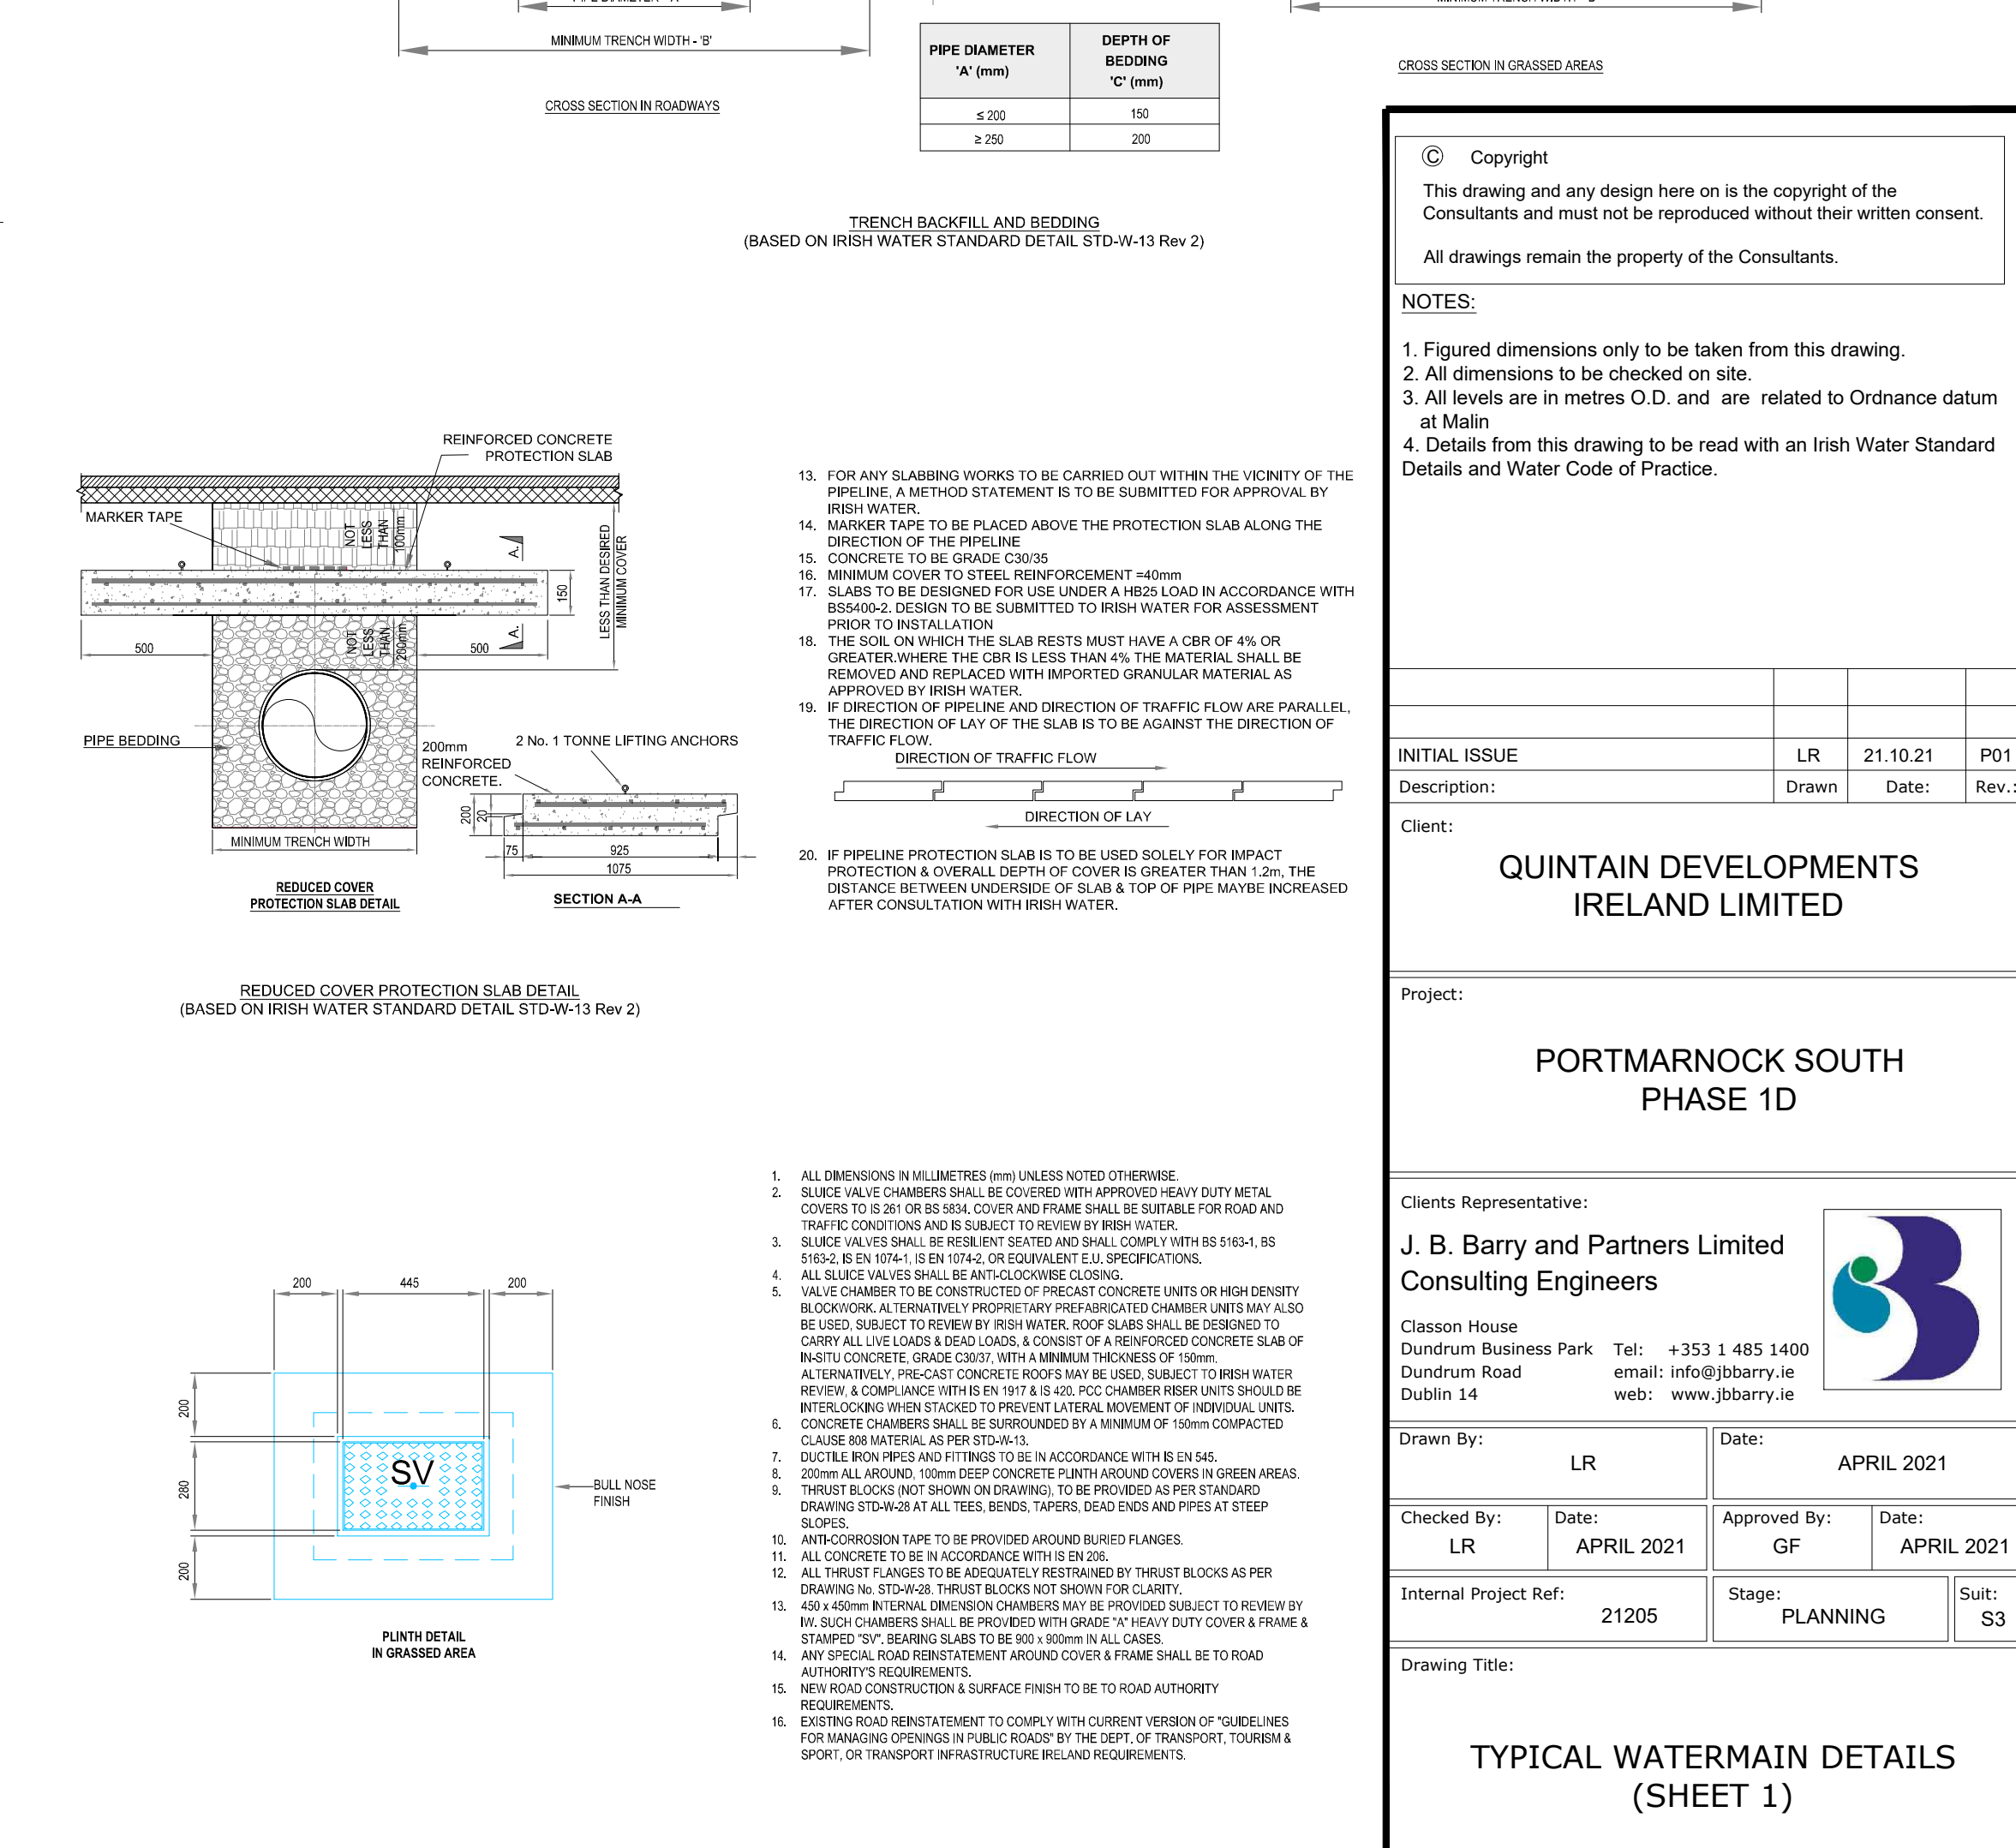 PIPE DIAMETER - 'A'
MINIMUM TRENCH WIDTH - 'B'
CROSS SECTION IN ROADWAYS
PIPE DIAMETER
'A' (mm)
DEPTH OF
BEDDING
'C' (mm)
≤ 200
150
≥ 250
200
MINIMUM TRENCH WIDTH - 'B'
CROSS SECTION IN GRASSED AREAS
TRENCH BACKFILL AND BEDDING
(BASED ON IRISH WATER STANDARD DETAIL STD-W-13 Rev 2)
REINFORCED CONCRETE
PROTECTION SLAB
MARKER TAPE
NOT
LESS
THAN
100mm
A.
LESS THAN DESIRED
MINIMUM COVER
150
NOT
LESS
THAN
200mm
A.
500
500
PIPE BEDDING
MINIMUM TRENCH WIDTH
REDUCED COVER
PROTECTION SLAB DETAIL
200mm
REINFORCED
CONCRETE.
2 No. 1 TONNE LIFTING ANCHORS
200
20
75
925
1075
SECTION A-A
REDUCED COVER PROTECTION SLAB DETAIL
(BASED ON IRISH WATER STANDARD DETAIL STD-W-13 Rev 2)
13. FOR ANY SLABBING WORKS TO BE CARRIED OUT WITHIN THE VICINITY OF THE
PIPELINE, A METHOD STATEMENT IS TO BE SUBMITTED FOR APPROVAL BY
IRISH WATER.
14. MARKER TAPE TO BE PLACED ABOVE THE PROTECTION SLAB ALONG THE
DIRECTION OF THE PIPELINE
15. CONCRETE TO BE GRADE C30/35
16. MINIMUM COVER TO STEEL REINFORCEMENT =40mm
17. SLABS TO BE DESIGNED FOR USE UNDER A HB25 LOAD IN ACCORDANCE WITH
BS5400-2. DESIGN TO BE SUBMITTED TO IRISH WATER FOR ASSESSMENT
PRIOR TO INSTALLATION
18. THE SOIL ON WHICH THE SLAB RESTS MUST HAVE A CBR OF 4% OR
GREATER.WHERE THE CBR IS LESS THAN 4% THE MATERIAL SHALL BE
REMOVED AND REPLACED WITH IMPORTED GRANULAR MATERIAL AS
APPROVED BY IRISH WATER.
19. IF DIRECTION OF PIPELINE AND DIRECTION OF TRAFFIC FLOW ARE PARALLEL,
THE DIRECTION OF LAY OF THE SLAB IS TO BE AGAINST THE DIRECTION OF
TRAFFIC FLOW.
DIRECTION OF TRAFFIC FLOW
DIRECTION OF LAY
20. IF PIPELINE PROTECTION SLAB IS TO BE USED SOLELY FOR IMPACT
PROTECTION & OVERALL DEPTH OF COVER IS GREATER THAN 1.2m, THE
DISTANCE BETWEEN UNDERSIDE OF SLAB & TOP OF PIPE MAYBE INCREASED
AFTER CONSULTATION WITH IRISH WATER.
200
445
200
200
280
200
SV
BULL NOSE
FINISH
PLINTH DETAIL
IN GRASSED AREA
1. ALL DIMENSIONS IN MILLIMETRES (mm) UNLESS NOTED OTHERWISE.
2. SLUICE VALVE CHAMBERS SHALL BE COVERED WITH APPROVED HEAVY DUTY METAL
COVERS TO IS 261 OR BS 5834. COVER AND FRAME SHALL BE SUITABLE FOR ROAD AND
TRAFFIC CONDITIONS AND IS SUBJECT TO REVIEW BY IRISH WATER.
3. SLUICE VALVES SHALL BE RESILIENT SEATED AND SHALL COMPLY WITH BS 5163-1, BS
5163-2, IS EN 1074-1, IS EN 1074-2, OR EQUIVALENT E.U. SPECIFICATIONS.
4. ALL SLUICE VALVES SHALL BE ANTI-CLOCKWISE CLOSING.
5. VALVE CHAMBER TO BE CONSTRUCTED OF PRECAST CONCRETE UNITS OR HIGH DENSITY
BLOCKWORK. ALTERNATIVELY PROPRIETARY PREFABRICATED CHAMBER UNITS MAY ALSO
BE USED, SUBJECT TO REVIEW BY IRISH WATER. ROOF SLABS SHALL BE DESIGNED TO
CARRY ALL LIVE LOADS & DEAD LOADS, & CONSIST OF A REINFORCED CONCRETE SLAB OF
IN-SITU CONCRETE, GRADE C30/37, WITH A MINIMUM THICKNESS OF 150mm.
ALTERNATIVELY, PRE-CAST CONCRETE ROOFS MAY BE USED, SUBJECT TO IRISH WATER
REVIEW, & COMPLIANCE WITH IS EN 1917 & IS 420. PCC CHAMBER RISER UNITS SHOULD BE
INTERLOCKING WHEN STACKED TO PREVENT LATERAL MOVEMENT OF INDIVIDUAL UNITS.
6. CONCRETE CHAMBERS SHALL BE SURROUNDED BY A MINIMUM OF 150mm COMPACTED
CLAUSE 808 MATERIAL AS PER STD-W-13.
7. DUCTILE IRON PIPES AND FITTINGS TO BE IN ACCORDANCE WITH IS EN 545.
8. 200mm ALL AROUND, 100mm DEEP CONCRETE PLINTH AROUND COVERS IN GREEN AREAS.
9. THRUST BLOCKS (NOT SHOWN ON DRAWING), TO BE PROVIDED AS PER STANDARD
DRAWING STD-W-28 AT ALL TEES, BENDS, TAPERS, DEAD ENDS AND PIPES AT STEEP
SLOPES.
10. ANTI-CORROSION TAPE TO BE PROVIDED AROUND BURIED FLANGES.
11. ALL CONCRETE TO BE IN ACCORDANCE WITH IS EN 206.
12. ALL THRUST FLANGES TO BE ADEQUATELY RESTRAINED BY THRUST BLOCKS AS PER
DRAWING No. STD-W-28. THRUST BLOCKS NOT SHOWN FOR CLARITY.
13. 450 x 450mm INTERNAL DIMENSION CHAMBERS MAY BE PROVIDED SUBJECT TO REVIEW BY
IW. SUCH CHAMBERS SHALL BE PROVIDED WITH GRADE "A" HEAVY DUTY COVER & FRAME &
STAMPED "SV". BEARING SLABS TO BE 900 x 900mm IN ALL CASES.
14. ANY SPECIAL ROAD REINSTATEMENT AROUND COVER & FRAME SHALL BE TO ROAD
AUTHORITY'S REQUIREMENTS.
15. NEW ROAD CONSTRUCTION & SURFACE FINISH TO BE TO ROAD AUTHORITY
REQUIREMENTS.
16. EXISTING ROAD REINSTATEMENT TO COMPLY WITH CURRENT VERSION OF "GUIDELINES
FOR MANAGING OPENINGS IN PUBLIC ROADS" BY THE DEPT. OF TRANSPORT, TOURISM &
SPORT, OR TRANSPORT INFRASTRUCTURE IRELAND REQUIREMENTS.
© Copyright
This drawing and any design here on is the copyright of the
Consultants and must not be reproduced without their written consent.
All drawings remain the property of the Consultants.
NOTES:
1. Figured dimensions only to be taken from this drawing.
2. All dimensions to be checked on site.
3. All levels are in metres O.D. and are related to Ordnance datum
at Malin
4. Details from this drawing to be read with an Irish Water Standard
Details and Water Code of Practice.
INITIAL ISSUE LR 21.10.21 P01
Description: Drawn Date: Rev.:
Client:
QUINTAIN DEVELOPMENTS
IRELAND LIMITED
Project:
PORTMARNOCK SOUTH
PHASE 1D
Clients Representative:
J. B. Barry and Partners Limited
Consulting Engineers
Classon House
Dundrum Business Park Tel: +353 1 485 1400
Dundrum Road email: info@jbbarry.ie
Dublin 14 web: www.jbbarry.ie
Drawn By:
LR
Date:
APRIL 2021
Checked By:
LR
Date:
APRIL 2021
Approved By:
GF
Date:
APRIL 2021
Internal Project Ref:
21205
Stage:
PLANNING
Suit:
S3
Drawing Title:
TYPICAL WATERMAIN DETAILS
(SHEET 1)